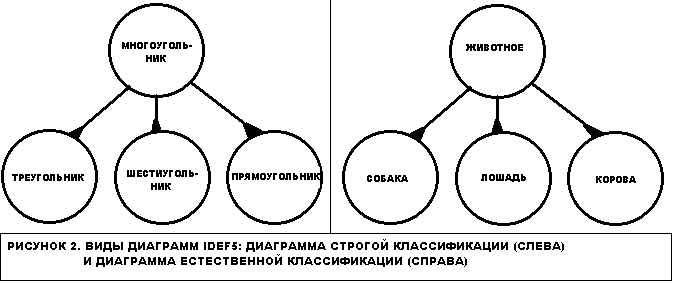 МНОГОУГОЛЬ-
НИК
ТРЕУГОЛЬНИК
ШЕСТИУГОЛЬ-
НИК
ПРЯМОУГОЛЬНИК
ЖИВОТНОЕ
СОБАКА
ЛОШАДЬ
КОРОВА
РИСУНОК 2. ВИДЫ ДИАГРАММ IDEF5: ДИАГРАММА СТРОГОЙ КЛАССИФИКАЦИИ (СЛЕВА)
И ДИАГРАММА ЕСТЕСТВЕННОЙ КЛАССИФИКАЦИИ (СПРАВА)